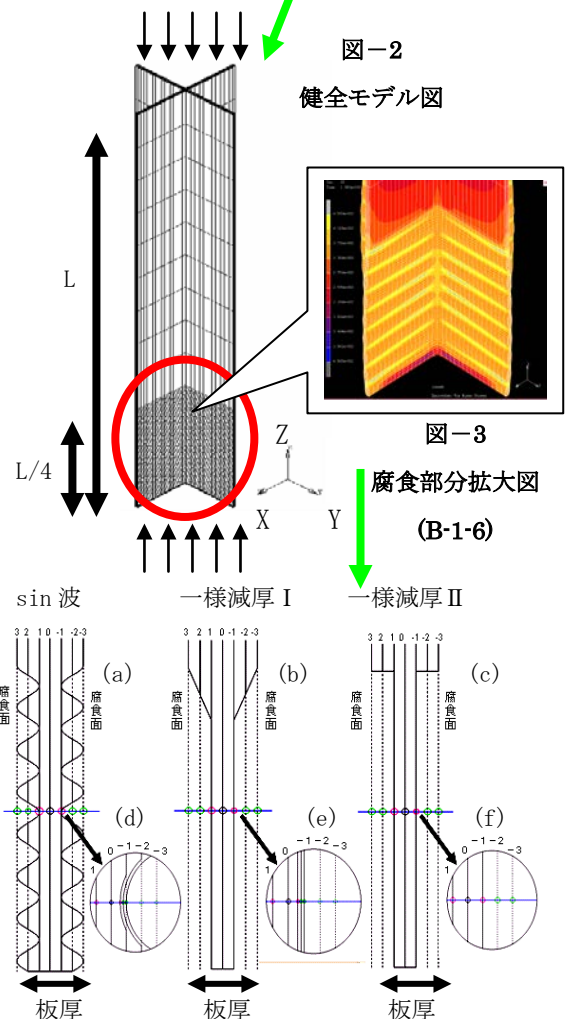 図－2
健全モデル図
L
L/4
Z
X
Y
図－3
腐食部分拡大図
(B-1-6)
sin 波
一様減厚Ⅰ
一様減厚Ⅱ
3 2 1 0 -1 -2 -3
3 2 1 0 -1 -2 -3
3 2 1 0 -1 -2 -3
(a)
(b)
(c)
腐食面
腐食面
腐食面
腐食面
腐食面
腐食面
(d)
(e)
(f)
1 0 -1 -2 -3
1 0 -1 -2 -3
1 0 -1 -2 -3
板厚
板厚
板厚